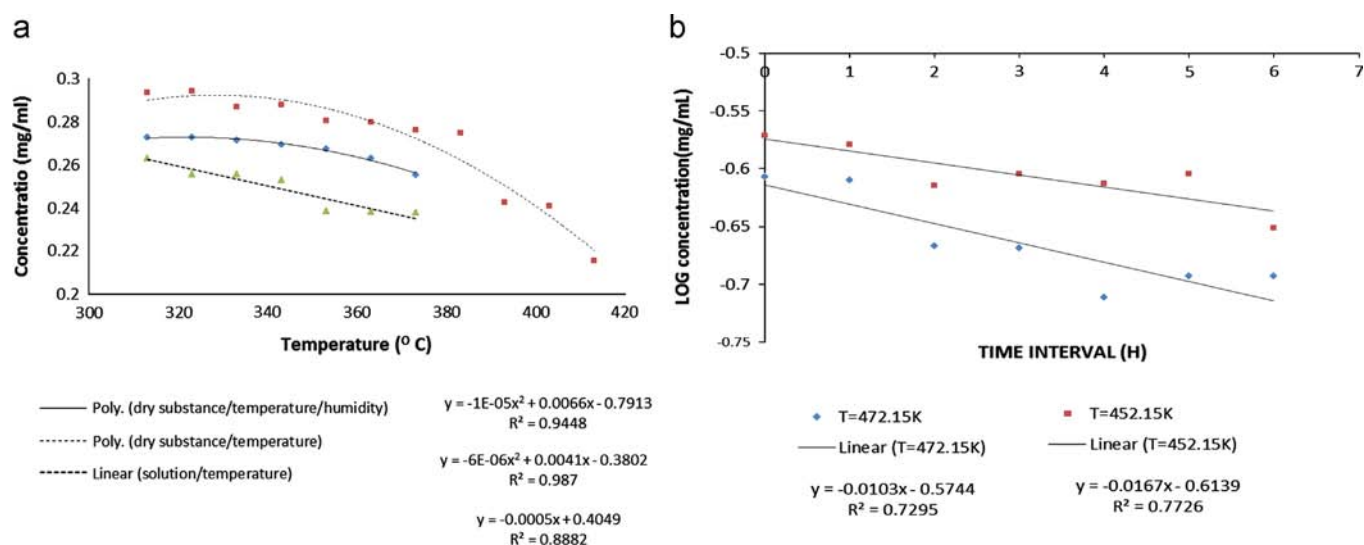 a
0.3
0.28
0.26
0.24
0.22
0.2
300
320
340
360
380
400
420
Concentratio (mg/ml)
Temperature (⁰ C)
Poly. (dry substance/temperature/humidity)
Poly. (dry substance/temperature)
Linear (solution/temperature)
y = -1E-05x² + 0.0066x - 0.7913
R² = 0.9448
y = -6E-06x² + 0.0041x - 0.3802
R² = 0.987
y = -0.0005x + 0.4049
R² = 0.8882
b
-0.5
-0.55
-0.6
-0.65
-0.7
-0.75
0
1
2
3
4
5
6
7
LOG concentration(mg/mL)
TIME INTERVAL (H)
T=472.15K
Linear (T=472.15K)
y = -0.0103x - 0.5744
R² = 0.7295
T=452.15K
Linear (T=452.15K)
y = -0.0167x - 0.6139
R² = 0.7726